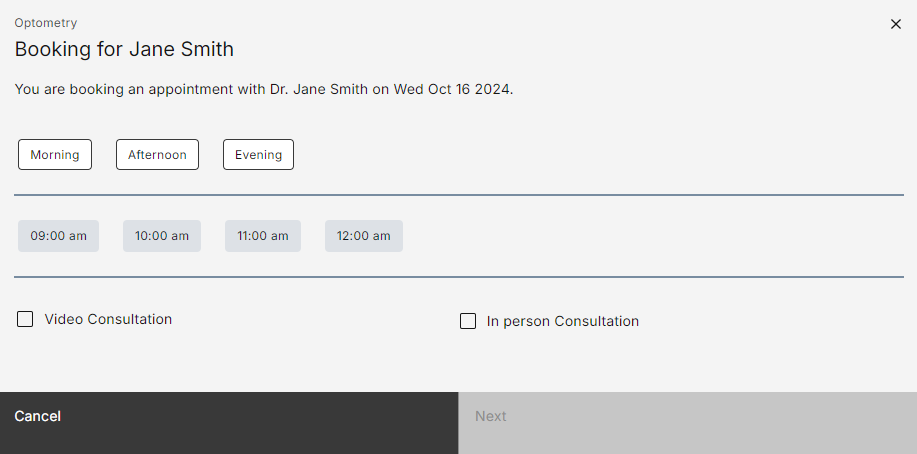 Optometry
Booking for Jane Smith
You are booking an appointment with Dr. Jane Smith on Wed Oct 16 2024.
Morning Afternoon Evening
09:00 am 10:00 am 11:00 am 12:00 am
Video Consultation In person Consultation
Cancel Next